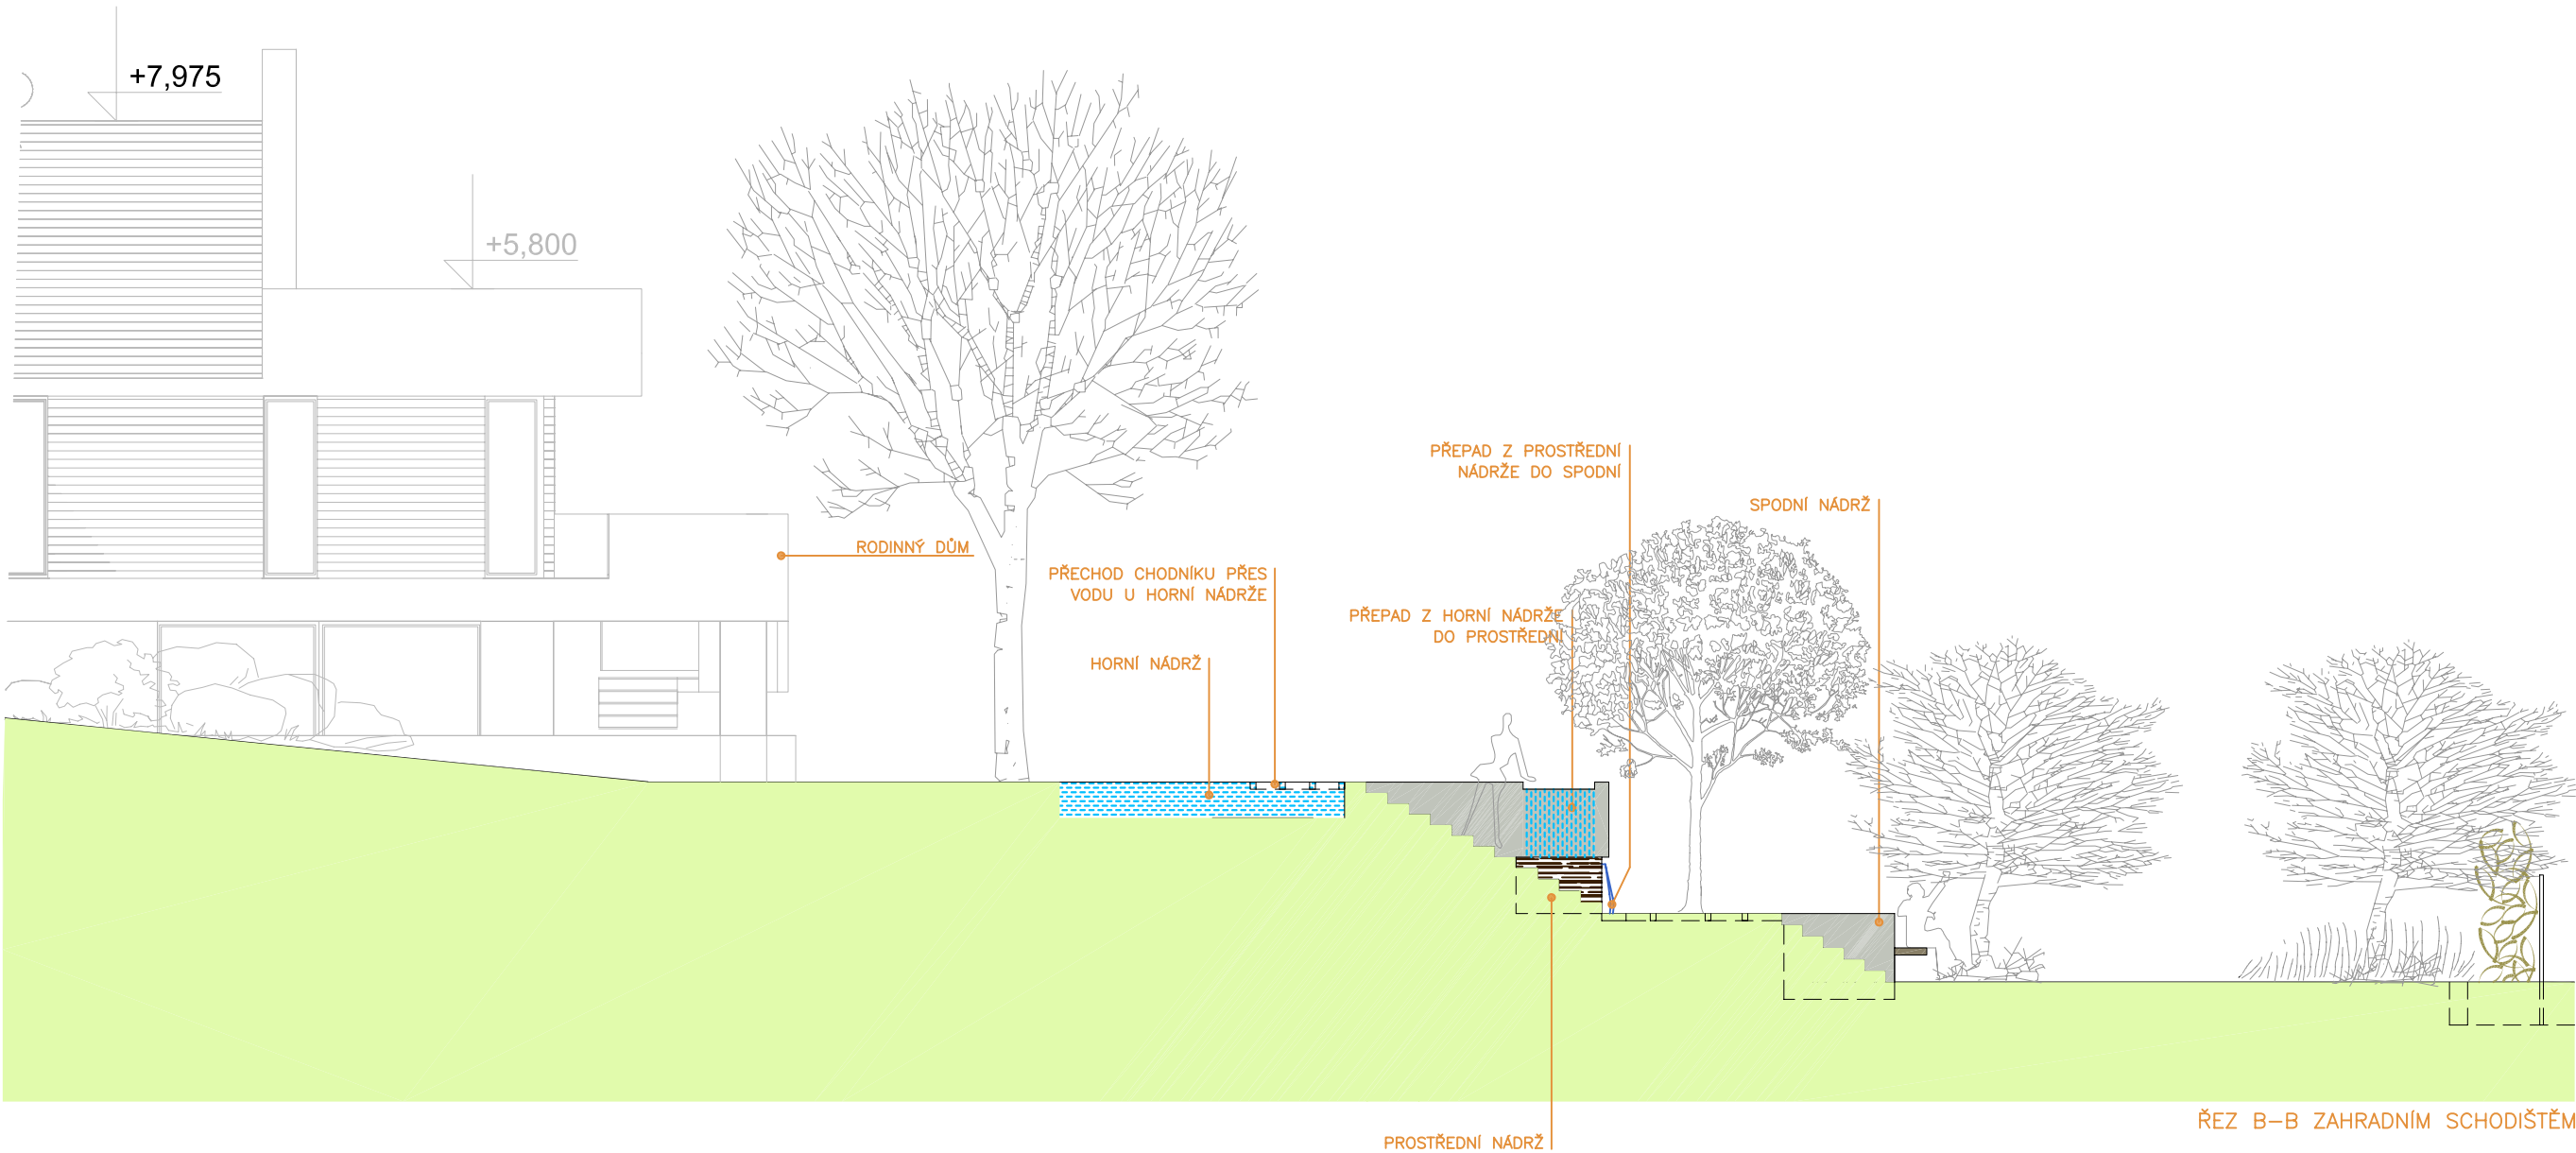 +7,975
+5,800
PŘEPAD Z PROSTŘEDNÍ
NÁDRŽE DO SPODNÍ
SPODNÍ NÁDRŽ
RODINNÝ DŮM
PŘECHOD CHODNÍKU PŘES
VODU U HORNÍ NÁDRŽE
PŘEPAD Z HORNÍ NÁDRŽE
DO PROSTŘEDNÍ
HORNÍ NÁDRŽ
ŘEZ B-B ZAHRADNÍM SCHODIŠTĚM
PROSTŘEDNÍ NÁDRŽ